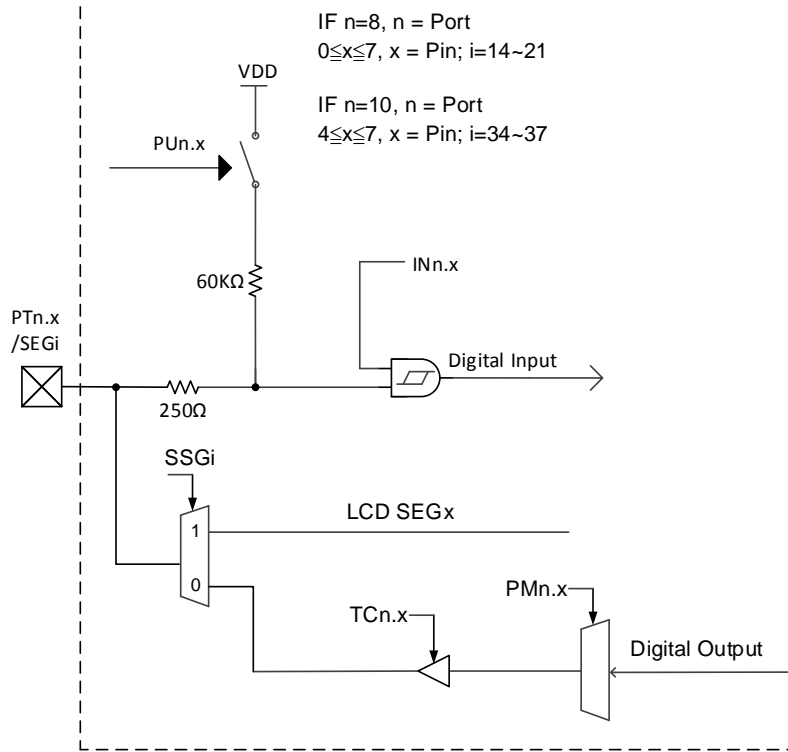 IF n=8, n = Port
0≦x≦7, x = Pin; i=14~21
IF n=10, n = Port
4≦x≦7, x = Pin; i=34~37
VDD
PUn.x
60KΩ
INn.x
PTn.x
/SEGi
Digital Input
250Ω
SSGi
1
LCD SEGx
0
TCn.x
PMn.x
Digital Output